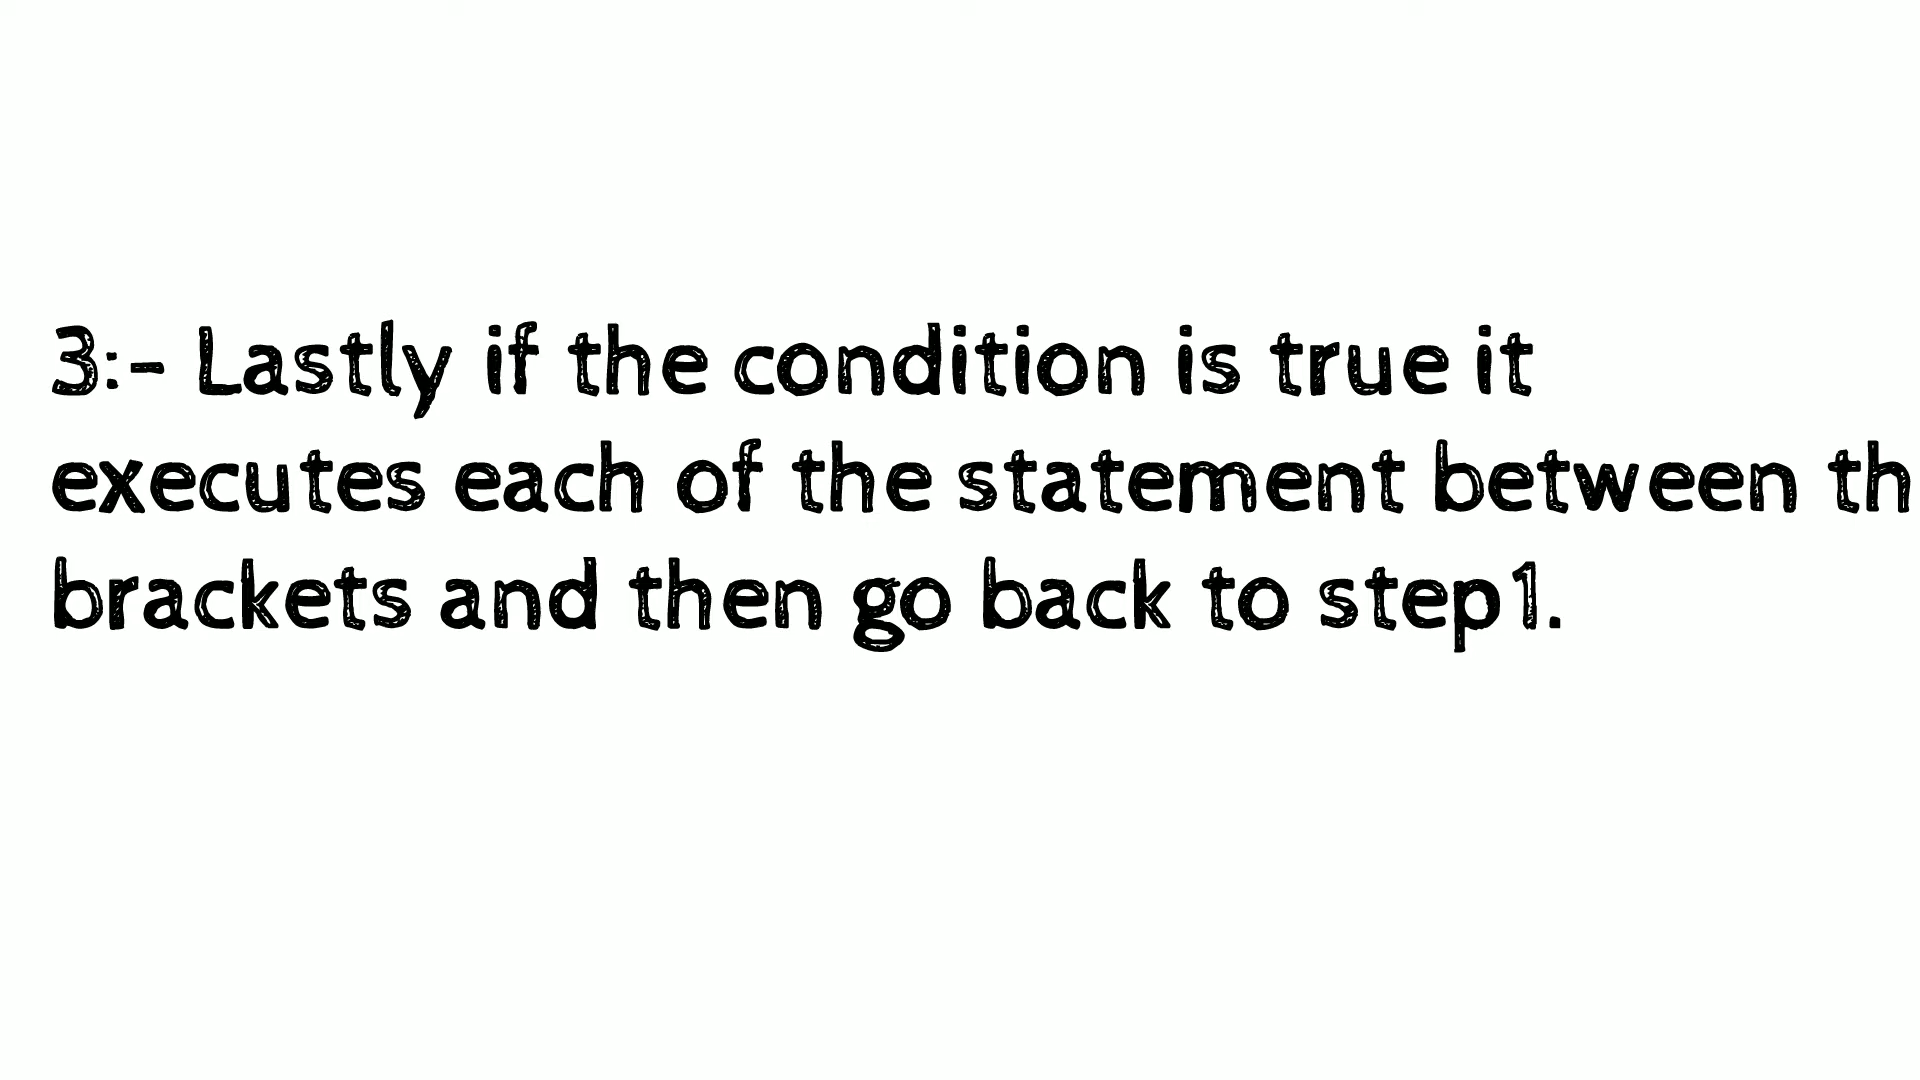 3:- Lastly if the condition is true it
executes each of the statement between th
brackets and then go back to step1.